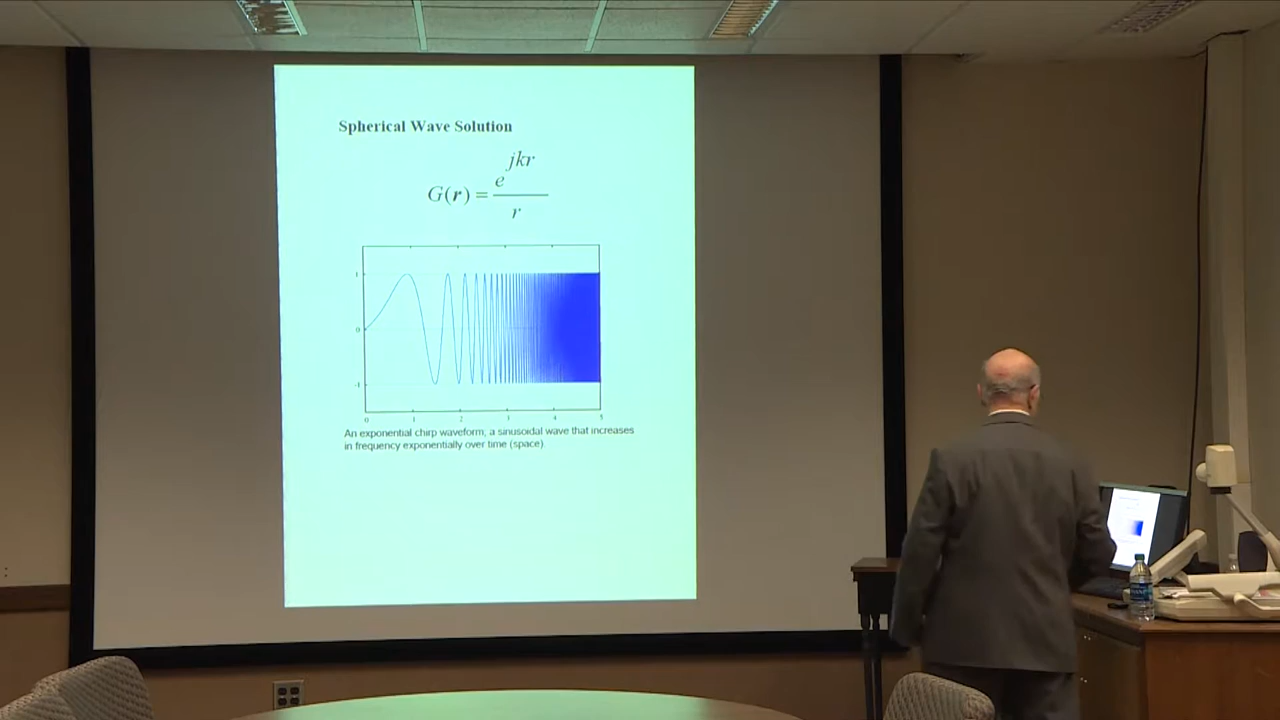 Spherical Wave Solution
G(r) = e^{jkr} / r
1
0
-1
0 1 2 3 4 5
An exponential chirp waveform; a sinusoidal wave that increases
in frequency exponentially over time (space).